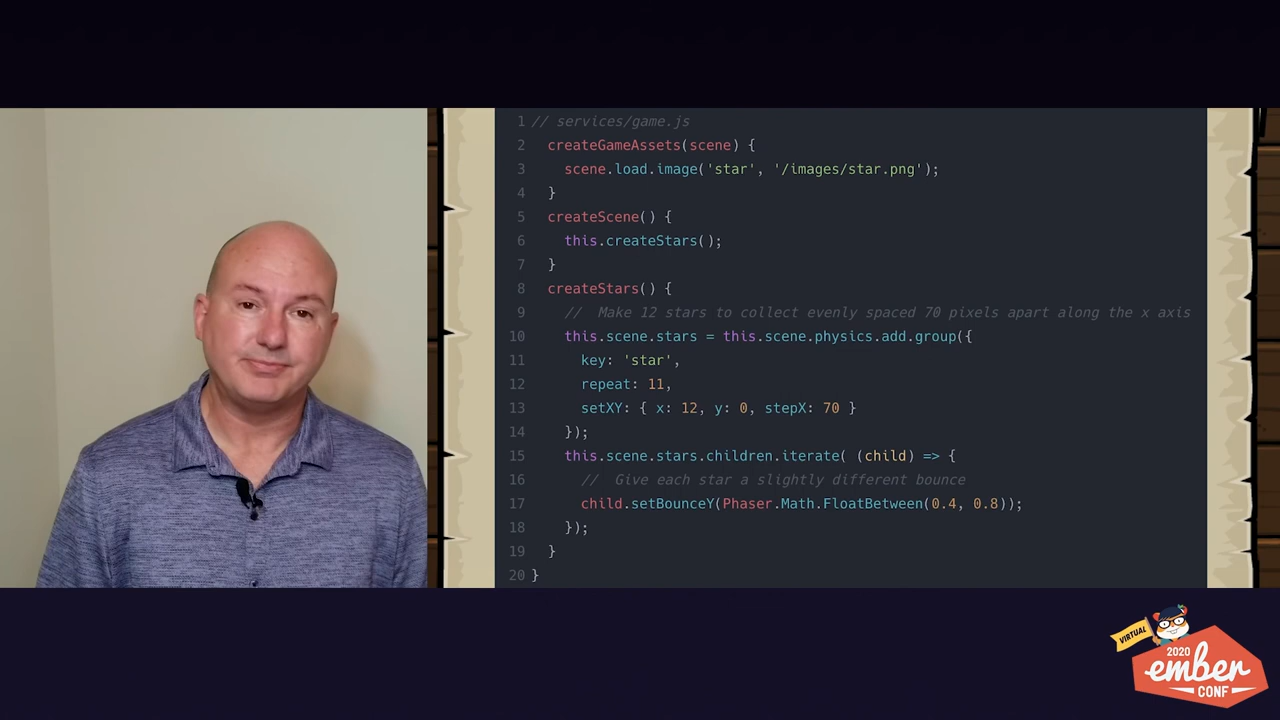 1 // services/game.js
2 createGameAssets(scene) {
3 scene.load.image('star', '/images/star.png');
4 }
5 createScene() {
6 this.createStars();
7 }
8 createStars() {
9 //  Make 12 stars to collect evenly spaced 70 pixels apart along the x axis
10 this.scene.stars = this.scene.physics.add.group({
11 key: 'star',
12 repeat: 11,
13 setXY: { x: 12, y: 0, stepX: 70 }
14 });
15 this.scene.stars.children.iterate( (child) => {
16 //  Give each star a slightly different bounce
17 child.setBounceY(Phaser.Math.FloatBetween(0.4, 0.8));
18 });
19 }
20 }
VIRTUAL
2020
ember
CONF